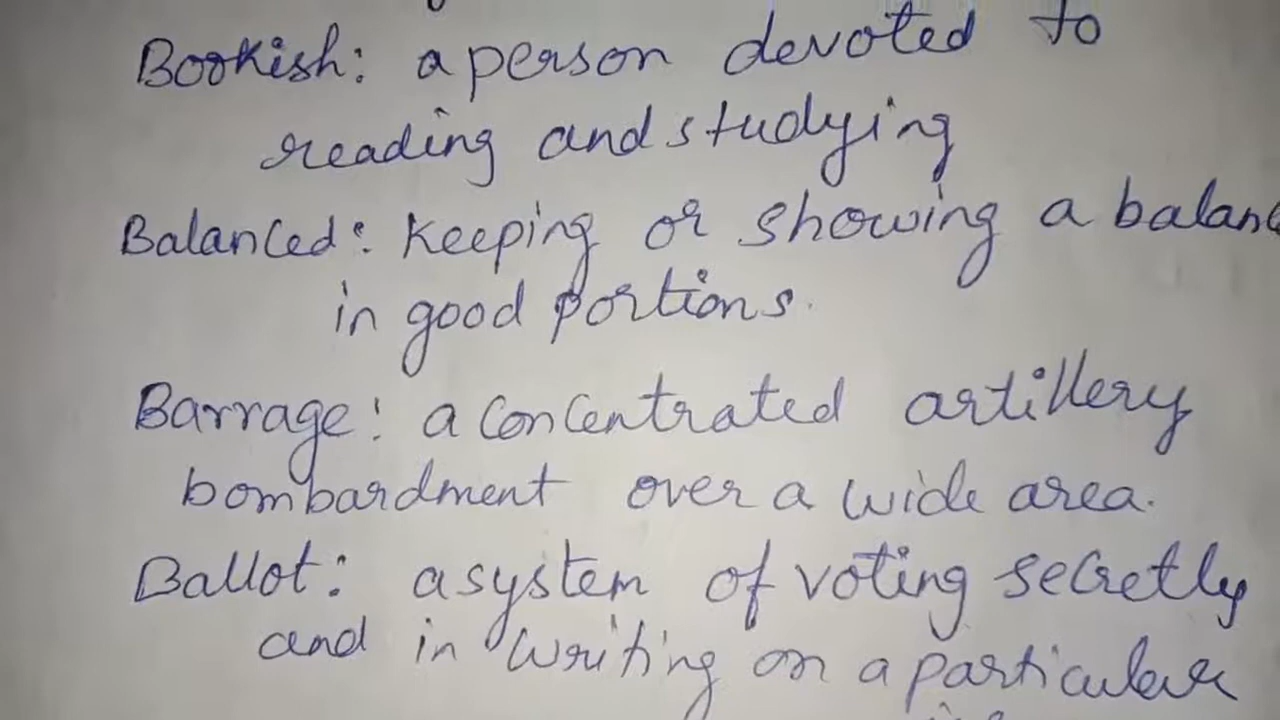 Bookish: a person devoted to
reading and studying
Balanced: Keeping or showing a balanc
in good portions.
Barrage: a concentrated artillery
bombardment over a wide area.
Ballot: a system of voting secretly
and in writing on a particular